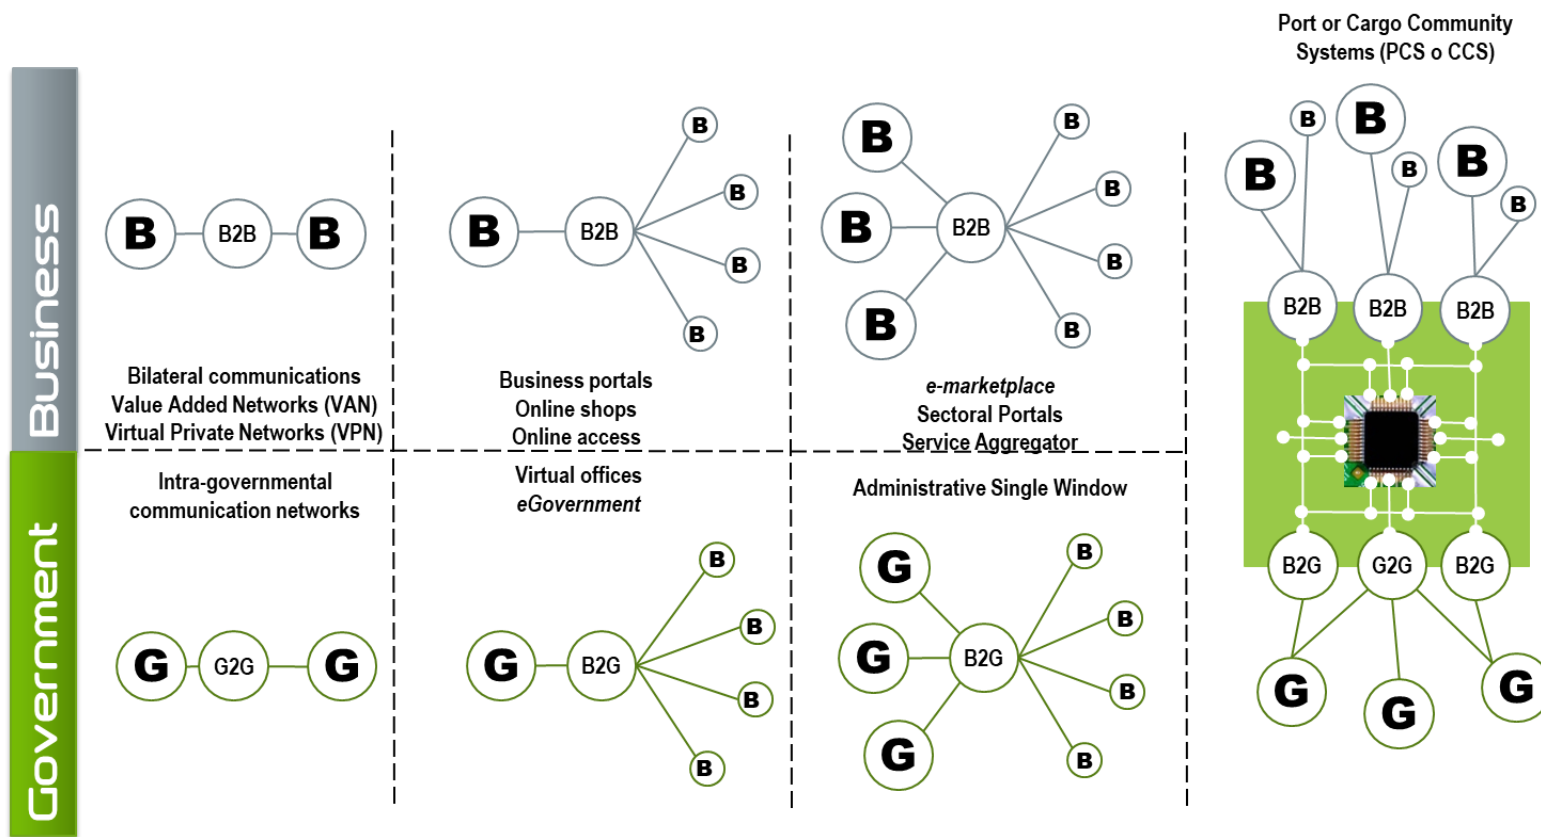 Port or Cargo Community
Systems (PCS o CCS)
Business
B B2B B
Bilateral communications
Value Added Networks (VAN)
Virtual Private Networks (VPN)
B B2B B B B B
Business portals
Online shops
Online access
B B B B2B B B B B
e-marketplace
Sectoral Portals
Service Aggregator
B B B B B B
B2B B2B B2B
Government
Intra-governmental
communication networks
G G2G G
Virtual offices
eGovernment
G B2G B B B B
Administrative Single Window
G G G B2G B B B B
B2G G2G B2G
G G G